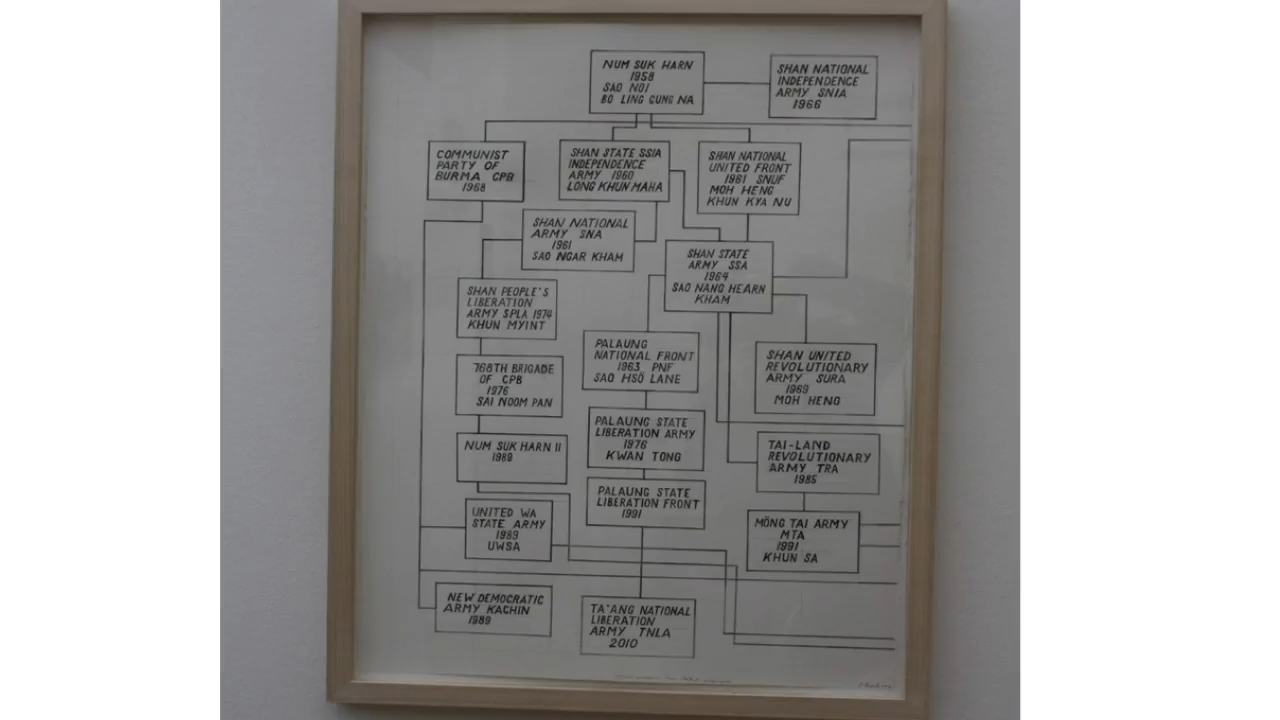 NUM SUK HARN
1958
SAO NOI
BO LING GUNG NA
SHAN NATIONAL
INDEPENDENCE
ARMY SNIA
1966
COMMUNIST
PARTY OF
BURMA CPB
1968
SHAN STATE SSIA
INDEPENDENCE
ARMY 1960
LONG KHUN MAHA
SHAN NATIONAL
UNITED FRONT
1961 SNUF
MOH HENG
KHUN KYA NU
SHAN NATIONAL
ARMY SNA
1961
SAO NGAR KHAM
SHAN STATE
ARMY SSA
1964
SAO NANG HEARN
KHAM
SHAN PEOPLE'S
LIBERATION
ARMY SPLA 1974
KHUN MYINT
PALAUNG
NATIONAL FRONT
1963 PNF
SAO HSÖ LANE
SHAN UNITED
REVOLUTIONARY
ARMY SURA
1969
MOH HENG
768TH BRIGADE
OF CPB
1976
SAI NOOM PAN
PALAUNG STATE
LIBERATION ARMY
1976
KWAN TONG
NUM SUK HARN II
1989
TAI-LAND
REVOLUTIONARY
ARMY TRA
1985
PALAUNG STATE
LIBERATION FRONT
1991
UNITED WA
STATE ARMY
1989
UWSA
MÖNG TAI ARMY
MTA
1991
KHUN SA
NEW DEMOCRATIC
ARMY KACHIN
1989
TA'ANG NATIONAL
LIBERATION
ARMY TNLA
2010